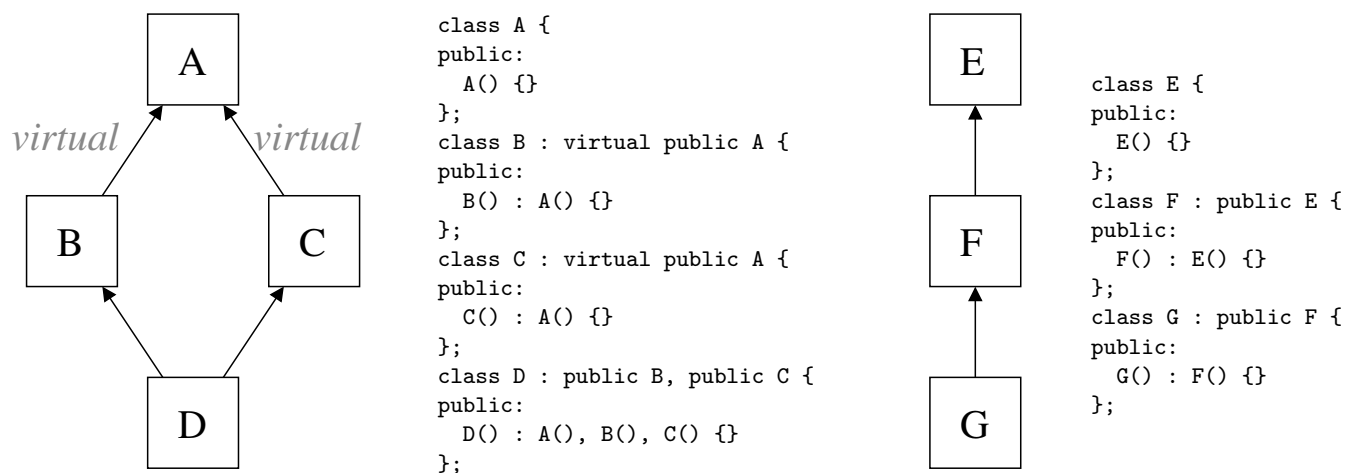 A
virtual
virtual
B
C
D
class A {
public:
  A() {}
};
class B : virtual public A {
public:
  B() : A() {}
};
class C : virtual public A {
public:
  C() : A() {}
};
class D : public B, public C {
public:
  D() : A(), B(), C() {}
};
E
F
G
class E {
public:
  E() {}
};
class F : public E {
public:
  F() : E() {}
};
class G : public F {
public:
  G() : F() {}
};